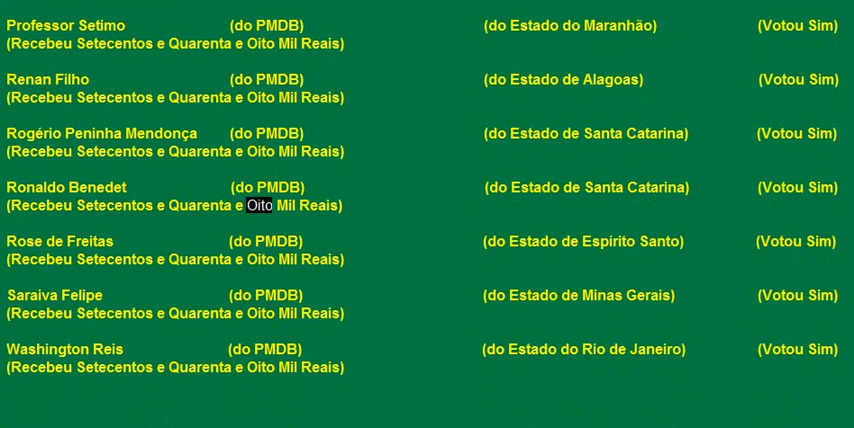 Professor Setimo (do PMDB) (do Estado do Maranhão) (Votou Sim)
(Recebeu Setecentos e Quarenta e Oito Mil Reais)
Renan Filho (do PMDB) (do Estado de Alagoas) (Votou Sim)
(Recebeu Setecentos e Quarenta e Oito Mil Reais)
Rogério Peninha Mendonça (do PMDB) (do Estado de Santa Catarina) (Votou Sim)
(Recebeu Setecentos e Quarenta e Oito Mil Reais)
Ronaldo Benedet (do PMDB) (do Estado de Santa Catarina) (Votou Sim)
(Recebeu Setecentos e Quarenta e Oito Mil Reais)
Rose de Freitas (do PMDB) (do Estado de Espírito Santo) (Votou Sim)
(Recebeu Setecentos e Quarenta e Oito Mil Reais)
Saraiva Felipe (do PMDB) (do Estado de Minas Gerais) (Votou Sim)
(Recebeu Setecentos e Quarenta e Oito Mil Reais)
Washington Reis (do PMDB) (do Estado do Rio de Janeiro) (Votou Sim)
(Recebeu Setecentos e Quarenta e Oito Mil Reais)